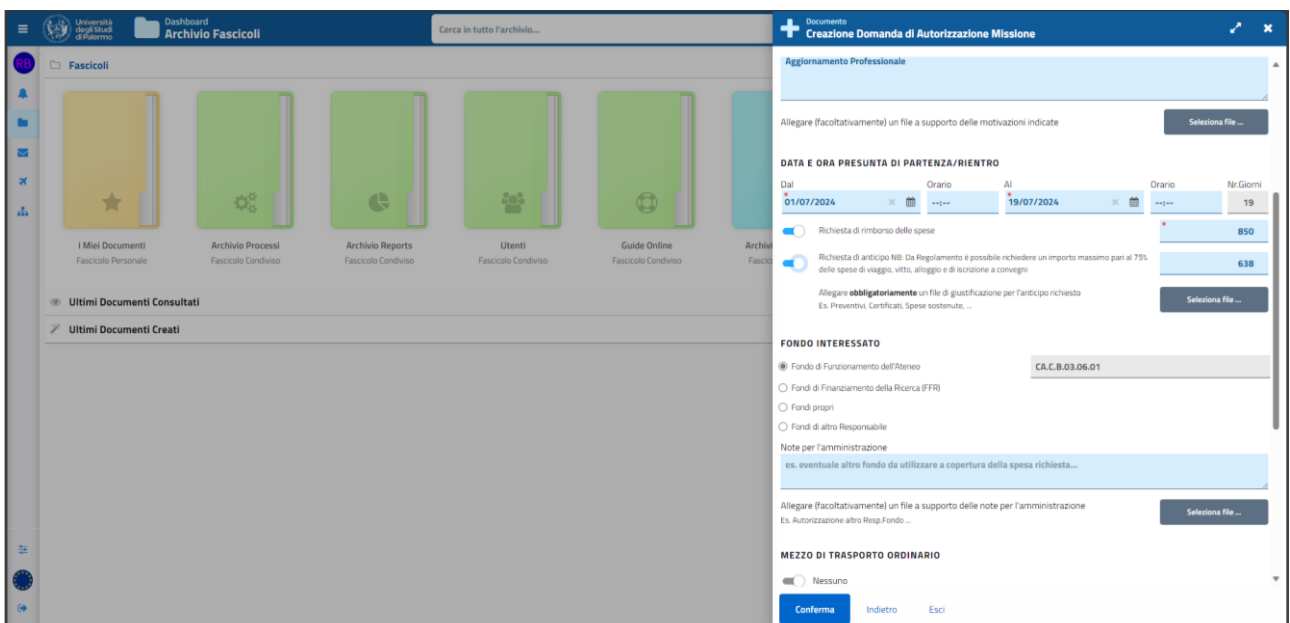 Università
degli Studi
di Palermo
Dashboard
Archivio Fascicoli
Cerca in tutto l'archivio...
RB
Fascicoli
I Miei Documenti
Fascicolo Personale
Archivio Processi
Fascicolo Condiviso
Archivio Reports
Fascicolo Condiviso
Utenti
Fascicolo Condiviso
Guide Online
Fascicolo Condiviso
Archivi
Fascico
Ultimi Documenti Consultati
Ultimi Documenti Creati
Documento
Creazione Domanda di Autorizzazione Missione
Aggiornamento Professionale
Allegare (facoltativamente) un file a supporto delle motivazioni indicate
Seleziona file ...
DATA E ORA PRESUNTA DI PARTENZA/RIENTRO
Dal Orario Al Orario Nr.Giorni
01/07/2024 --:-- 19/07/2024 --:-- 19
Richiesta di rimborso delle spese * 850
Richiesta di anticipo NB: Da Regolamento è possibile richiedere un importo massimo pari al 75%
delle spese di viaggio, vitto, alloggio e di iscrizione a convegni
638
Allegare obbligatoriamente un file di giustificazione per l'anticipo richiesto
Es. Preventivi, Certificati, Spese sostenute, ...
Seleziona file ...
FONDO INTERESSATO
Fondo di Funzionamento dell'Ateneo CA.C.B.03.06.01
Fondi di Finanziamento della Ricerca (FFR)
Fondi propri
Fondi di altro Responsabile
Note per l'amministrazione
es. eventuale altro fondo da utilizzare a copertura della spesa richiesta...
Allegare (facoltativamente) un file a supporto delle note per l'amministrazione
Es. Autorizzazione altro Resp.Fondo ...
Seleziona file ...
MEZZO DI TRASPORTO ORDINARIO
Nessuno
Conferma Indietro Esci